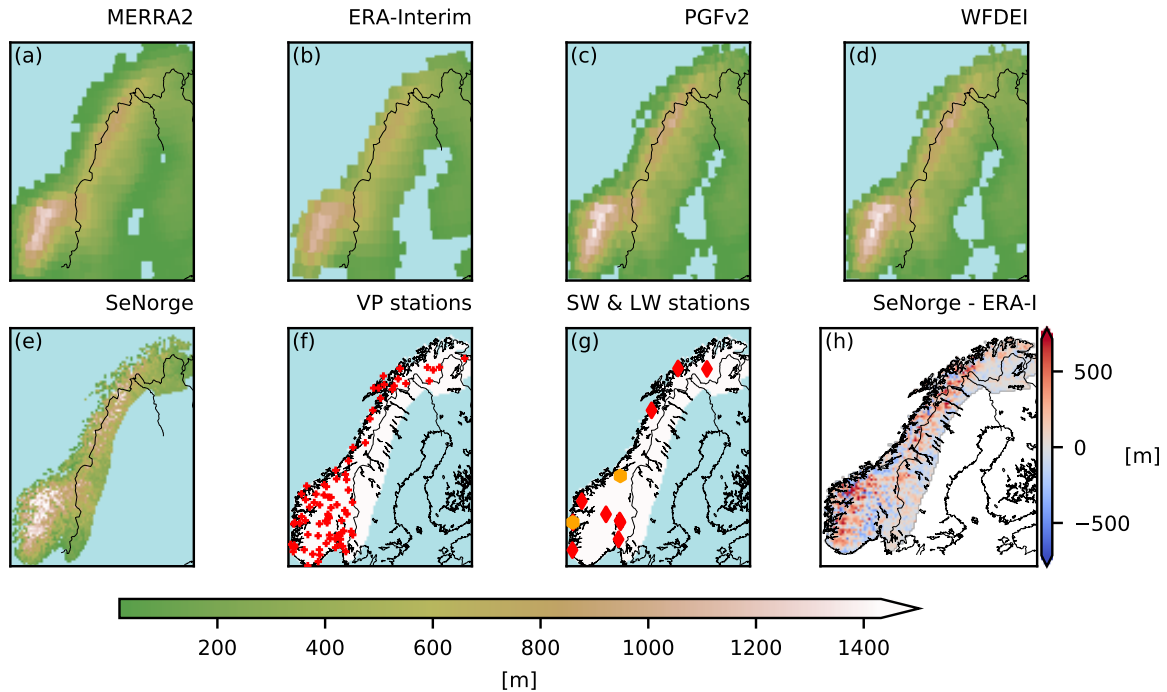 MERRA2
ERA-Interim
PGFv2
WFDEI
(a)
(b)
(c)
(d)
SeNorge
VP stations
SW & LW stations
SeNorge - ERA-I
(e)
(f)
(g)
(h)
500
0
−500
[m]
200 400 600 800 1000 1200 1400
[m]